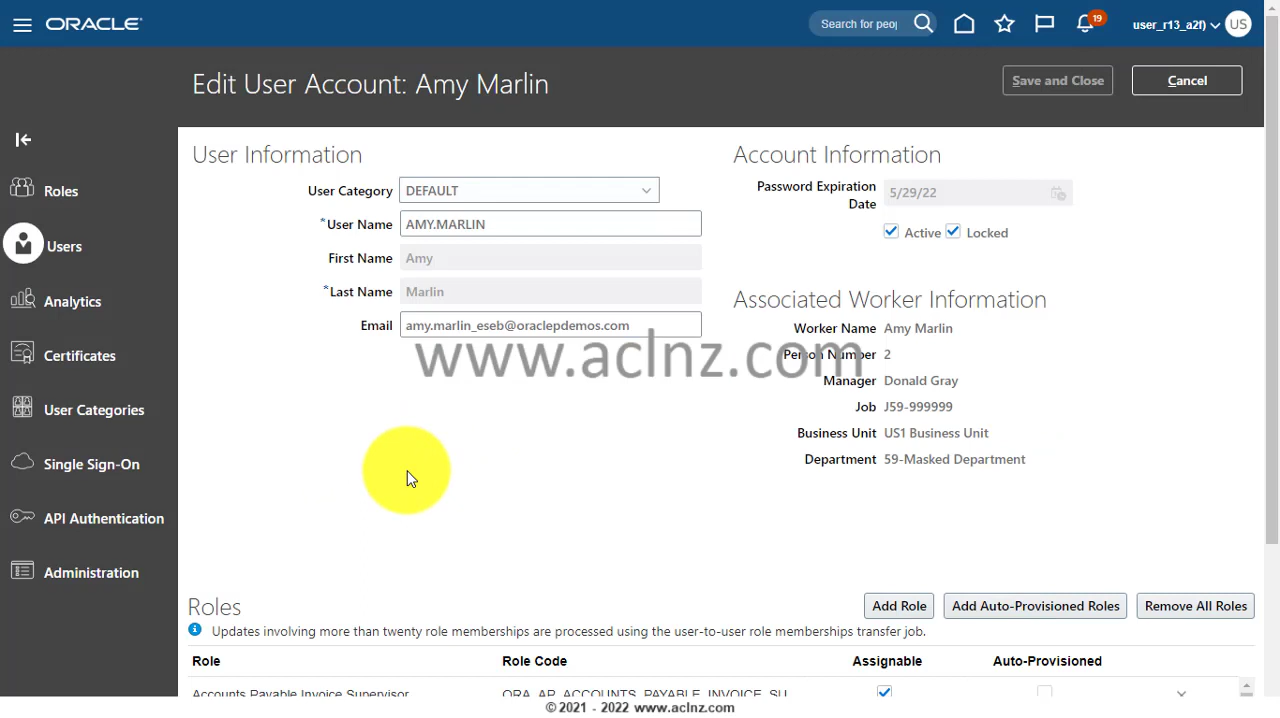 ORACLE
Search for peop
19
user_r13_a2f)
US
Edit User Account: Amy Marlin
Save and Close
Cancel
Roles
Users
Analytics
Certificates
User Categories
Single Sign-On
API Authentication
Administration
User Information
User Category DEFAULT
*User Name AMY.MARLIN
First Name Amy
*Last Name Marlin
Email amy.marlin_eseb@oraclepdemos.com
Account Information
Password Expiration
Date 5/29/22
Active Locked
Associated Worker Information
Worker Name Amy Marlin
Person Number 2
Manager Donald Gray
Job J59-999999
Business Unit US1 Business Unit
Department 59-Masked Department
www.aclnz.com
Roles
Add Role Add Auto-Provisioned Roles Remove All Roles
Updates involving more than twenty role memberships are processed using the user-to-user role memberships transfer job.
Role Role Code Assignable Auto-Provisioned
Accounts Payable Invoice Supervisor ORA_AP_ACCOUNTS_PAYABLE_INVOICE_SU
© 2021 - 2022 www.aclnz.com